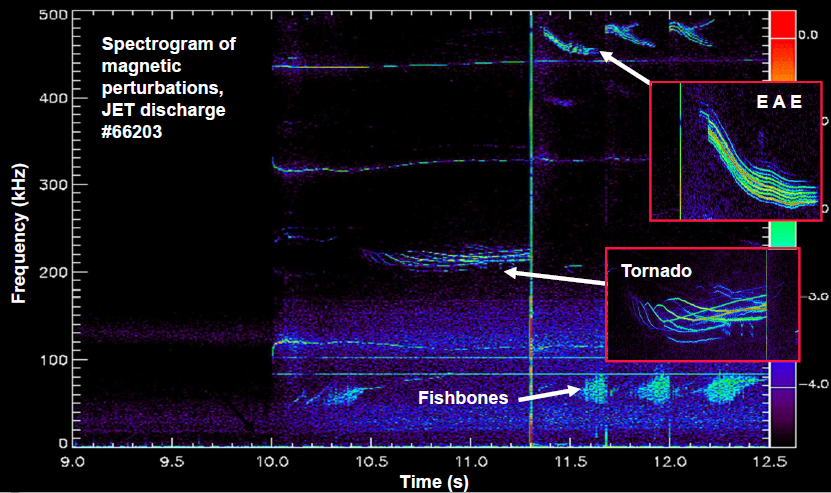 Spectrogram of
magnetic
perturbations,
JET discharge
#66203
500
400
300
200
100
0
Frequency (kHz)
9.0 9.5 10.0 10.5 11.0 11.5 12.0 12.5
Time (s)
EAE
Tornado
Fishbones
0.0
-3.0
-4.0